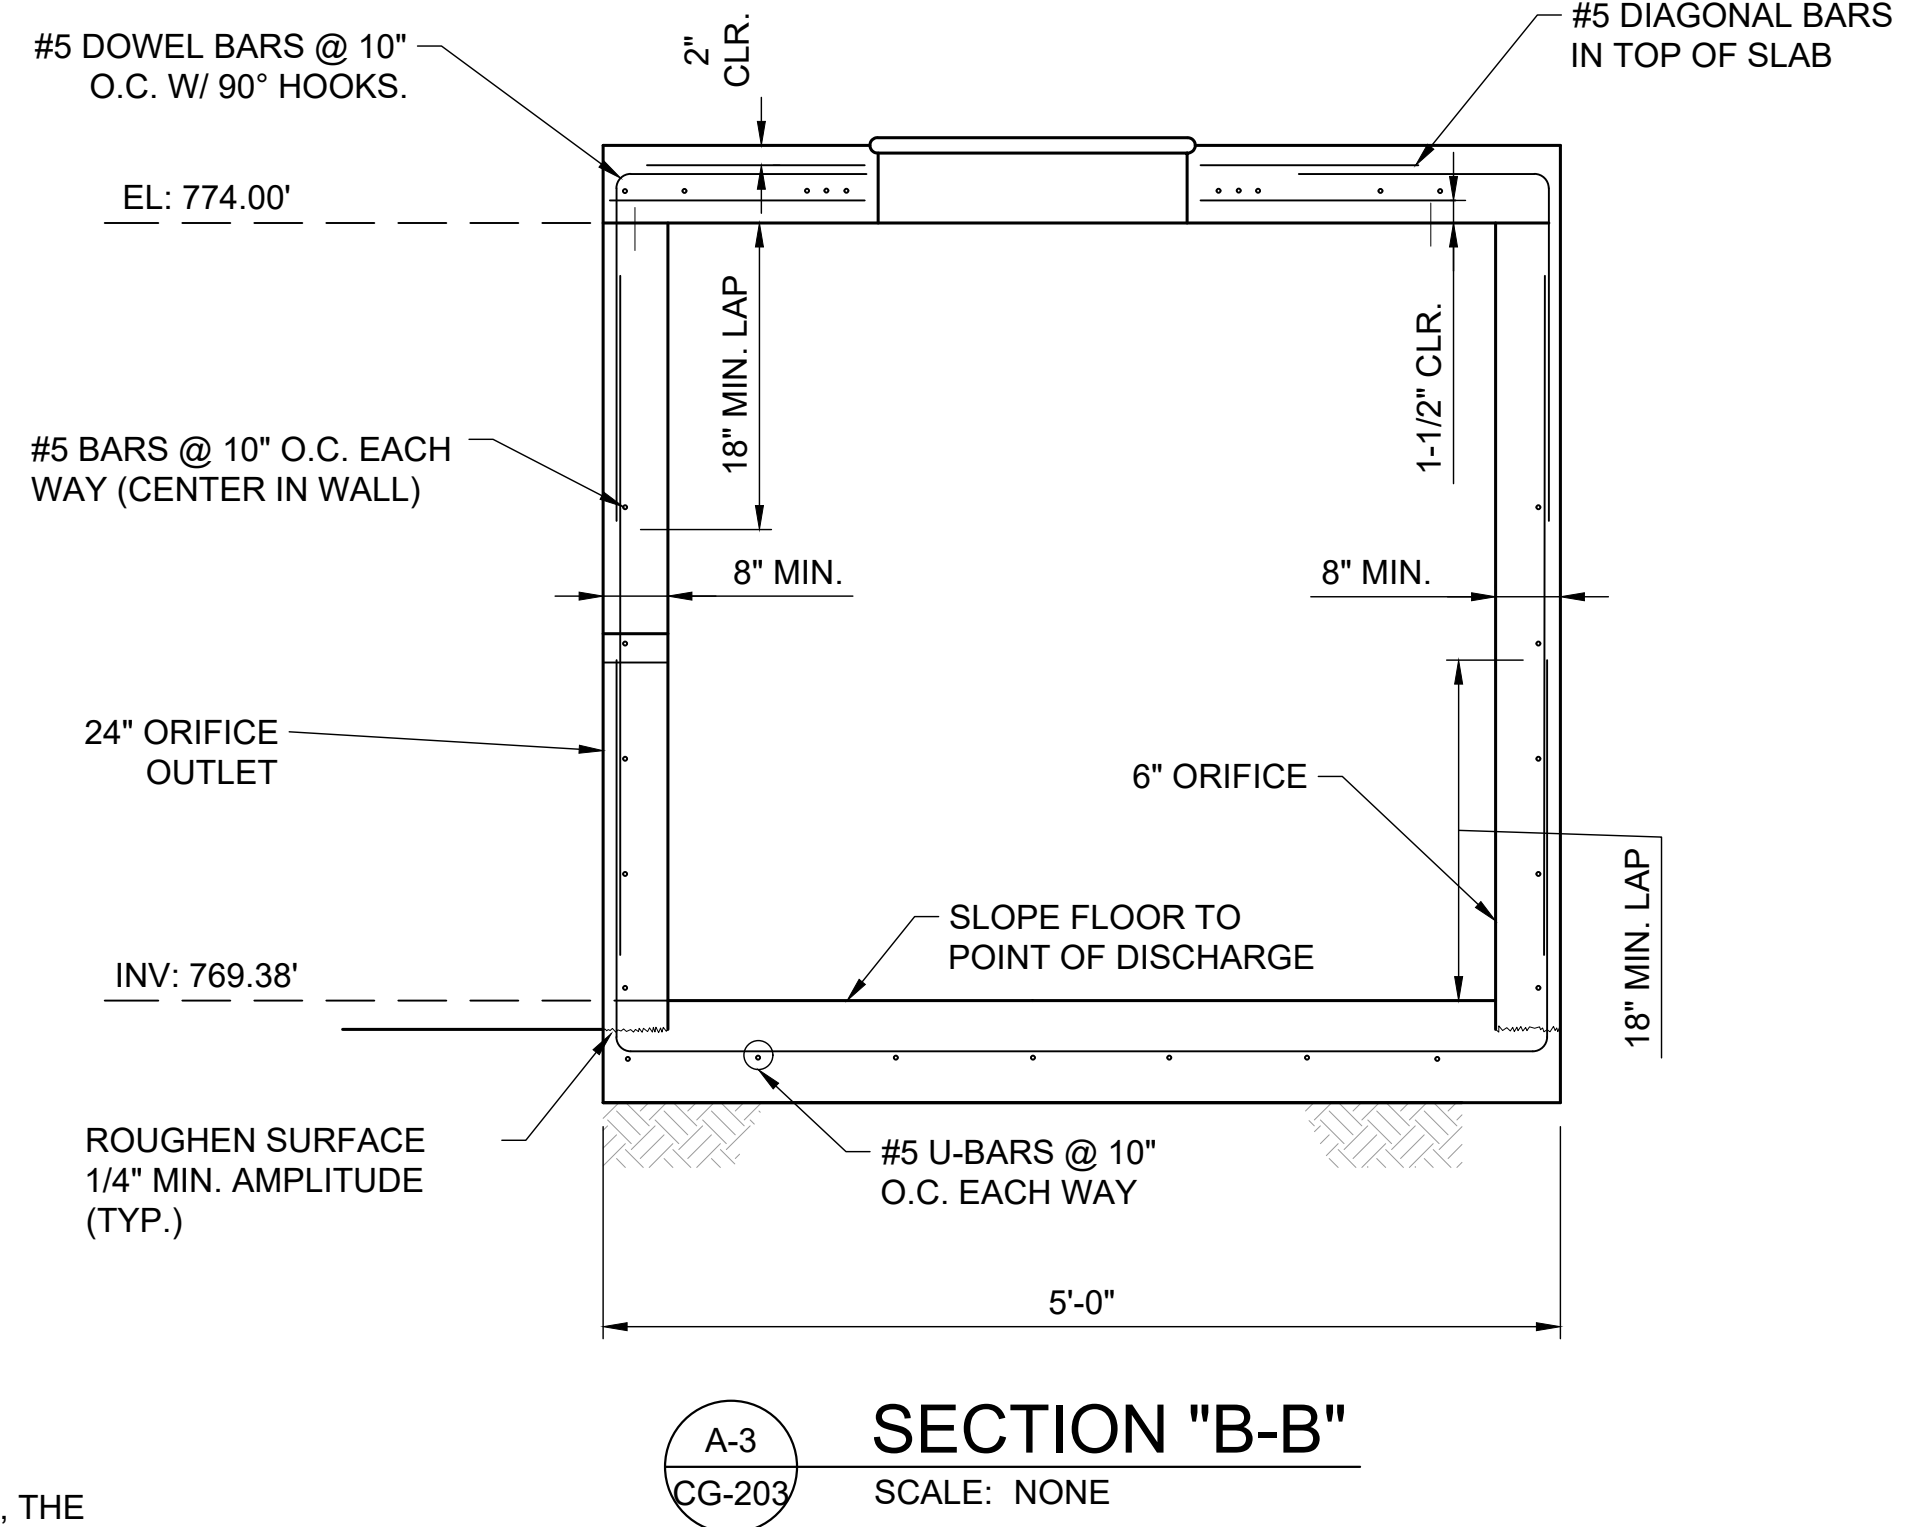 #5 DOWEL BARS @ 10"
O.C. W/ 90° HOOKS.
2"
CLR.
#5 DIAGONAL BARS
IN TOP OF SLAB
EL: 774.00'
18" MIN. LAP
1-1/2" CLR.
#5 BARS @ 10" O.C. EACH
WAY (CENTER IN WALL)
8" MIN.
8" MIN.
24" ORIFICE
OUTLET
6" ORIFICE
18" MIN. LAP
SLOPE FLOOR TO
POINT OF DISCHARGE
INV: 769.38'
ROUGHEN SURFACE
1/4" MIN. AMPLITUDE
(TYP.)
#5 U-BARS @ 10"
O.C. EACH WAY
5'-0"
A-3
CG-203
SECTION "B-B"
SCALE: NONE
, THE